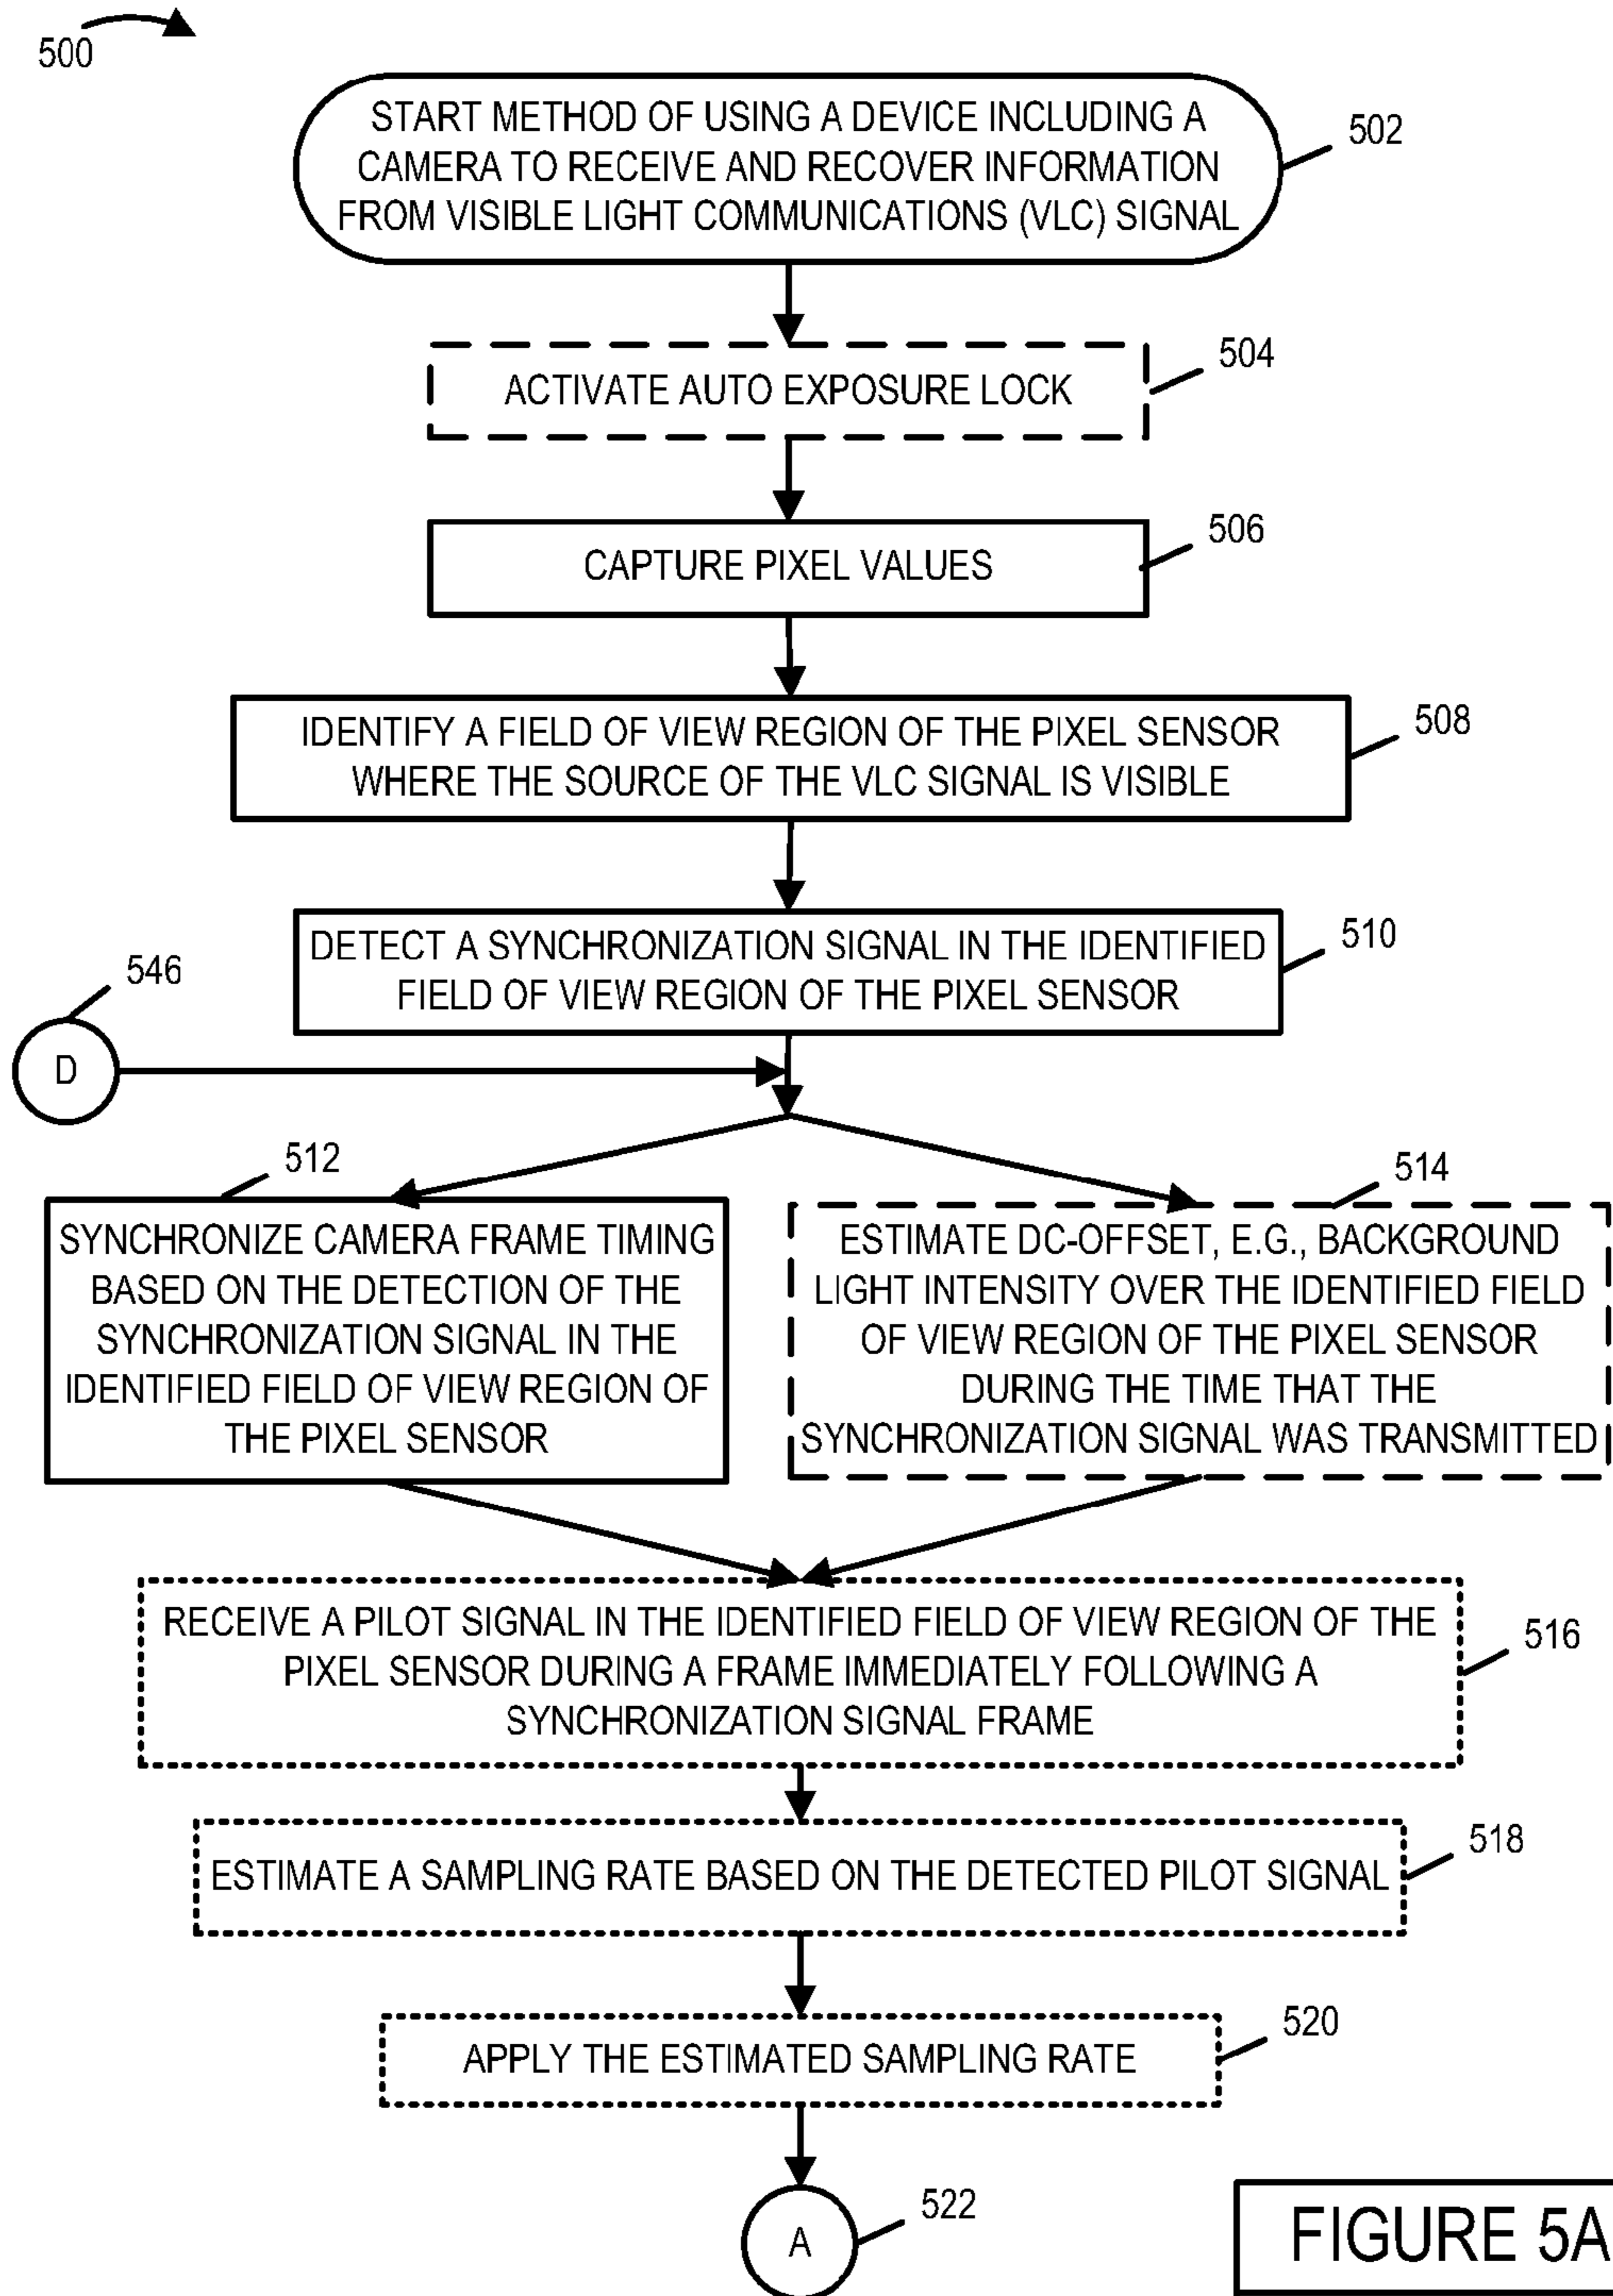 500
START METHOD OF USING A DEVICE INCLUDING A
CAMERA TO RECEIVE AND RECOVER INFORMATION
FROM VISIBLE LIGHT COMMUNICATIONS (VLC) SIGNAL
502
ACTIVATE AUTO EXPOSURE LOCK
504
CAPTURE PIXEL VALUES
506
IDENTIFY A FIELD OF VIEW REGION OF THE PIXEL SENSOR
WHERE THE SOURCE OF THE VLC SIGNAL IS VISIBLE
508
DETECT A SYNCHRONIZATION SIGNAL IN THE IDENTIFIED
FIELD OF VIEW REGION OF THE PIXEL SENSOR
510
546
D
512
SYNCHRONIZE CAMERA FRAME TIMING
BASED ON THE DETECTION OF THE
SYNCHRONIZATION SIGNAL IN THE
IDENTIFIED FIELD OF VIEW REGION OF
THE PIXEL SENSOR
514
ESTIMATE DC-OFFSET, E.G., BACKGROUND
LIGHT INTENSITY OVER THE IDENTIFIED FIELD
OF VIEW REGION OF THE PIXEL SENSOR
DURING THE TIME THAT THE
SYNCHRONIZATION SIGNAL WAS TRANSMITTED
RECEIVE A PILOT SIGNAL IN THE IDENTIFIED FIELD OF VIEW REGION OF THE
PIXEL SENSOR DURING A FRAME IMMEDIATELY FOLLOWING A
SYNCHRONIZATION SIGNAL FRAME
516
ESTIMATE A SAMPLING RATE BASED ON THE DETECTED PILOT SIGNAL
518
APPLY THE ESTIMATED SAMPLING RATE
520
A
522
FIGURE 5A